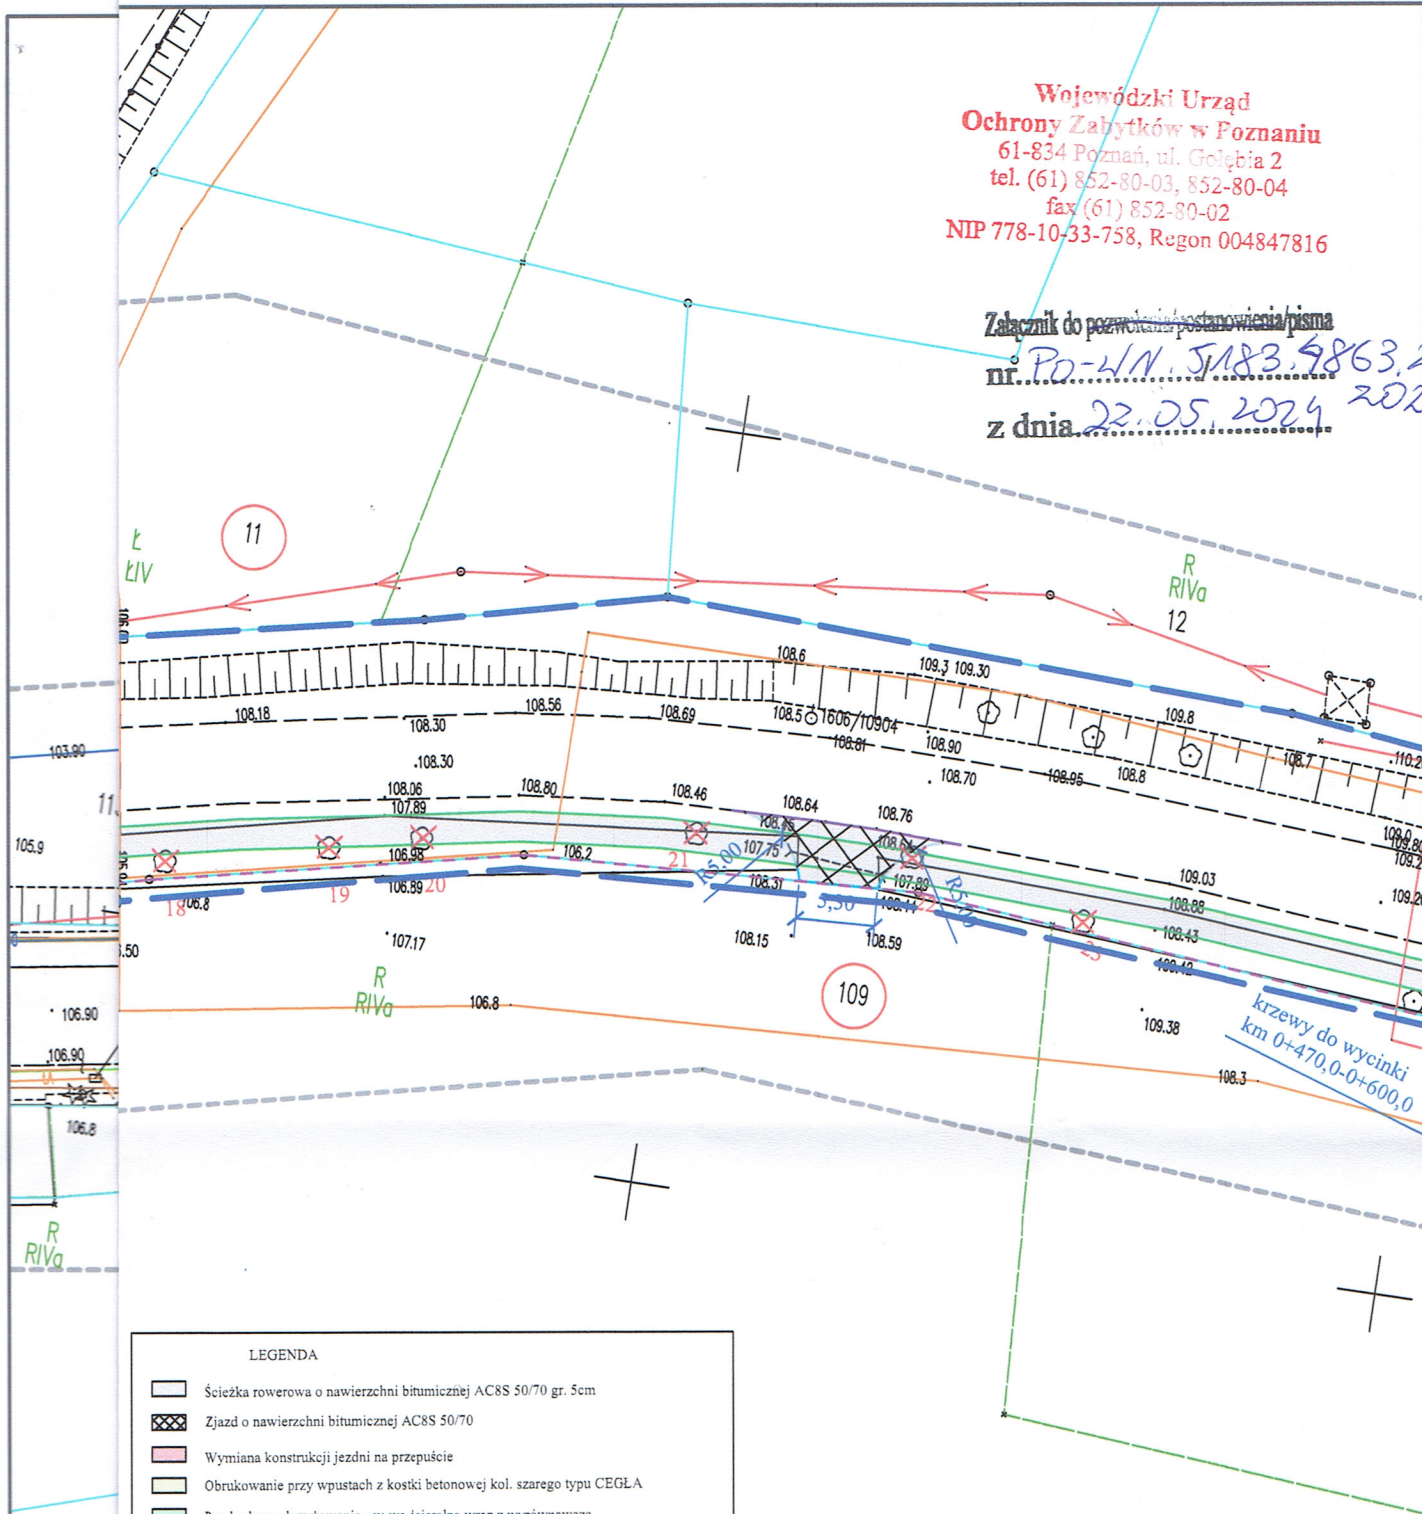 Wojewódzki Urząd
Ochrony Zabytków w Poznaniu
61-834 Poznań, ul. Gołębia 2
tel. (61) 852-80-03, 852-80-04
fax (61) 852-80-02
NIP 778-10-33-758, Regon 004847816
Załącznik do pozwolenia/postanowienia/pisma
nr. PO-WN.5183.4863.
z dnia 22.05.2024
11
Ł
ŁIV
R
RIVa
12
108.6
109.3 109.30
109.8
108.7
108.18
108.30
108.56
108.69
108.5 1606/10904
108.81
108.90
108.70
108.95
108.8
103.90
105.9
108.30
108.06
107.89
108.80
108.46
108.64
108.76
107.75
107.89
109.0
109.03
108.88
108.43
106.98
106.89
106.2
106.8
18
19
20
21
22
23
R5,00
R5,00
108.31
108.15
108.59
107.17
R
RIVa
106.8
109
109.38
108.3
krzewy do wycinki
km 0+470,0-0+600,0
106.90
106.90
106.8
R
RIVa
LEGENDA
Ścieżka rowerowa o nawierzchni bitumicznej AC8S 50/70 gr. 5cm
Zjazd o nawierzchni bitumicznej AC8S 50/70
Wymiana konstrukcji jezdni na przepuście
Obrukowanie przy wpustach z kostki betonowej kol. szarego typu CEGŁA